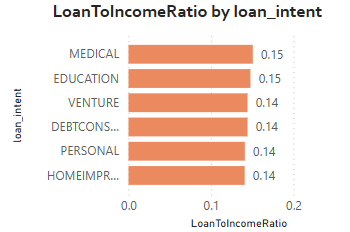 LoanToIncomeRatio by loan_intent
loan_intent
MEDICAL 0.15
EDUCATION 0.15
VENTURE 0.14
DEBTCONS... 0.14
PERSONAL 0.14
HOMEIMPR... 0.14
0.0 0.1 0.2
LoanToIncomeRatio